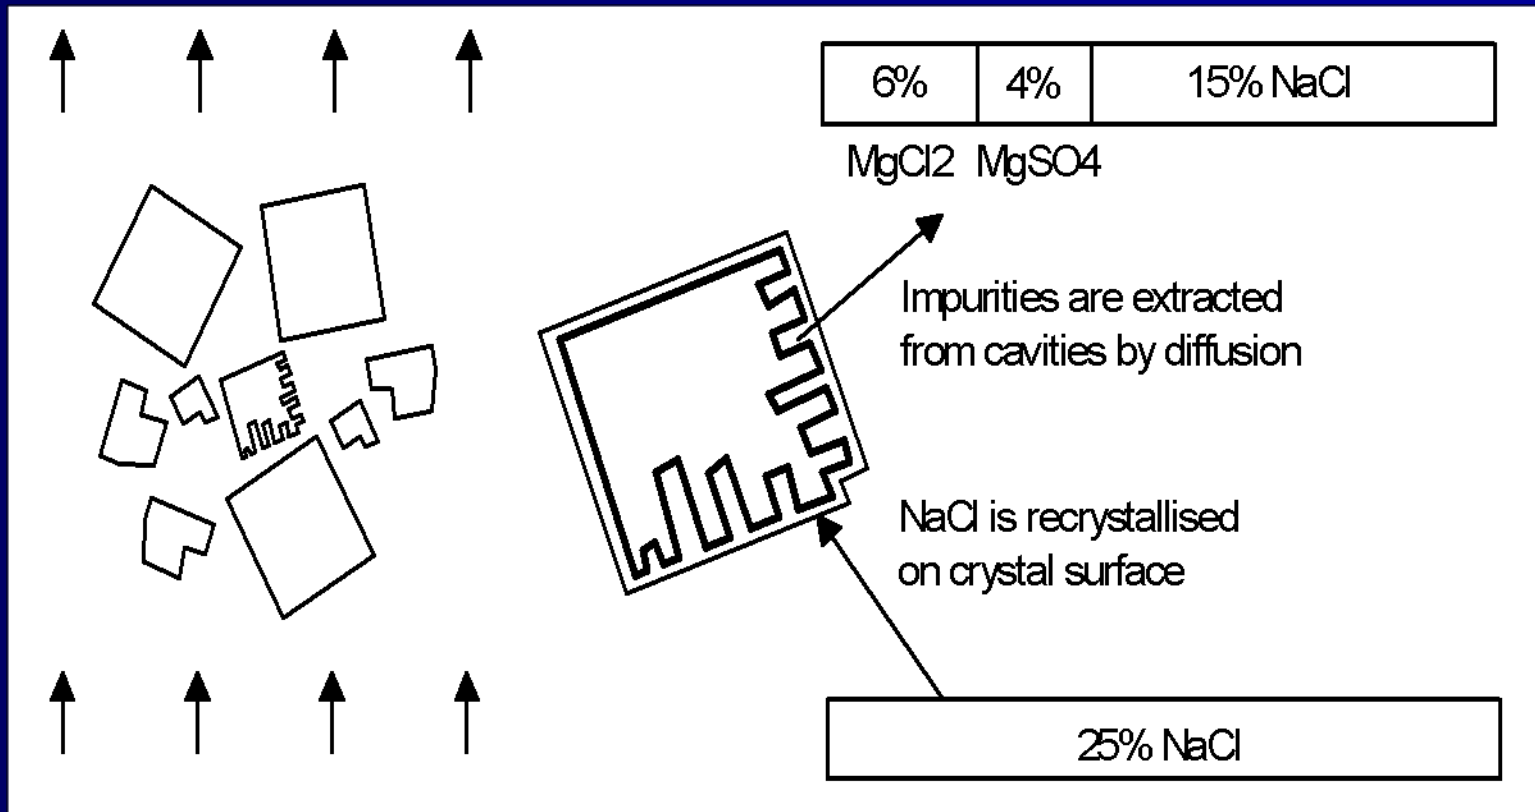 6% 4% 15% NaCl
MgCl2 MgSO4
Impurities are extracted
from cavities by diffusion
NaCl is recrystallised
on crystal surface
25% NaCl